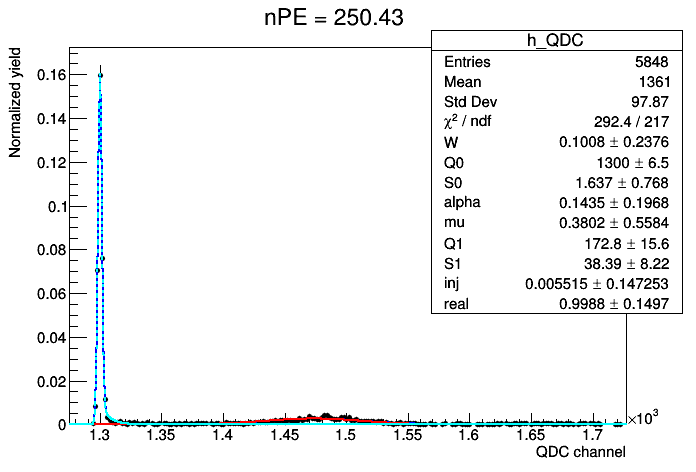 nPE = 250.43
h_QDC
Entries 5848
Mean 1361
Std Dev 97.87
χ² / ndf 292.4 / 217
W 0.1008 ± 0.2376
Q0 1300 ± 6.5
S0 1.637 ± 0.768
alpha 0.1435 ± 0.1968
mu 0.3802 ± 0.5584
Q1 172.8 ± 15.6
S1 38.39 ± 8.22
inj 0.005515 ± 0.147253
real 0.9988 ± 0.1497
Normalized yield
0.16
0.14
0.12
0.1
0.08
0.06
0.04
0.02
0
1.3 1.35 1.4 1.45 1.5 1.55 1.6 1.65 1.7
×10³
QDC channel